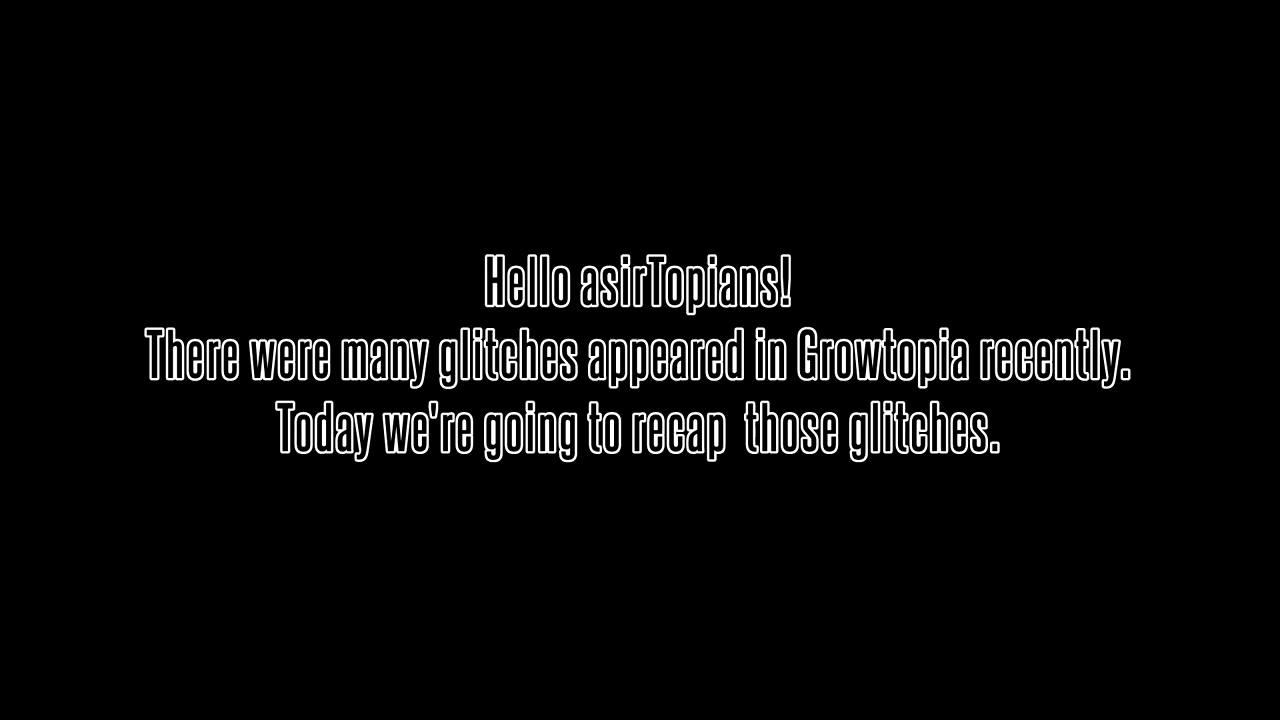 Hello asirTopians!
There were many glitches appeared in Growtopia recently.
Today we're going to recap  those glitches.